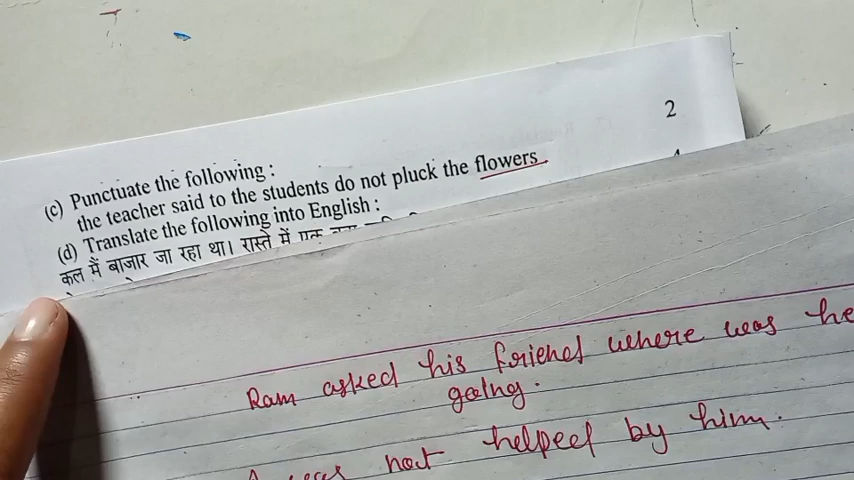 2
(c) Punctuate the following :
the teacher said to the students do not pluck the flowers.
(d) Translate the following into English :
कल मैं बाजार जा रहा था। रास्ते में एक
Ram asked his friend where was he
going.
not helped by him.